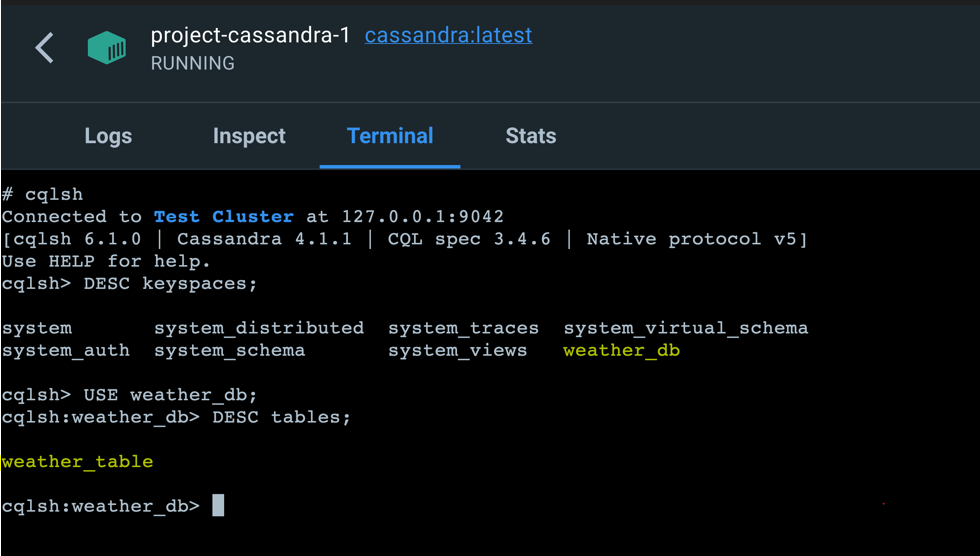 project-cassandra-1 cassandra:latest
RUNNING
Logs Inspect Terminal Stats
# cqlsh
Connected to Test Cluster at 127.0.0.1:9042
[cqlsh 6.1.0 | Cassandra 4.1.1 | CQL spec 3.4.6 | Native protocol v5]
Use HELP for help.
cqlsh> DESC keyspaces;
system system_distributed system_traces system_virtual_schema
system_auth system_schema system_views weather_db
cqlsh> USE weather_db;
cqlsh:weather_db> DESC tables;
weather_table
cqlsh:weather_db>